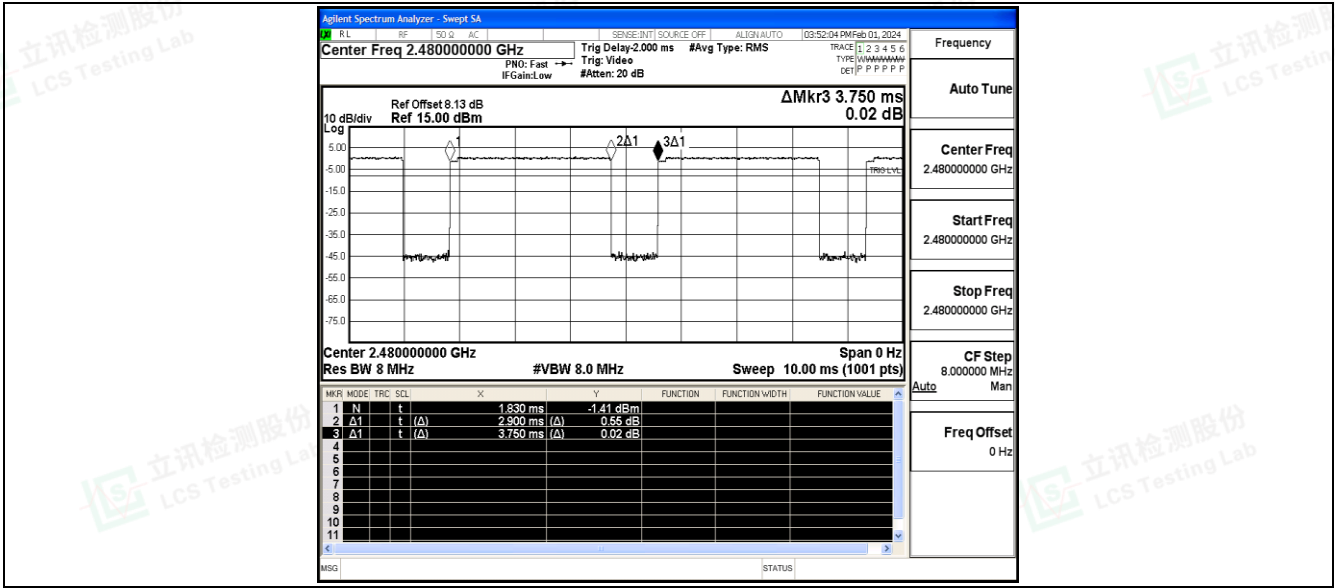 Agilent Spectrum Analyzer - Swept SA
RL RF 50 Ω AC SENSE:INT SOURCE OFF ALIGN AUTO 03:52:04 PM Feb 01, 2024
Center Freq 2.480000000 GHz
PNO: Fast
IFGain:Low
Trig Delay-2.000 ms #Avg Type: RMS
Trig: Video
#Atten: 20 dB
TRACE 1 2 3 4 5 6
TYPE WWWWWW
DET P P P P P P
Frequency
Auto Tune
Center Freq
2.480000000 GHz
Start Freq
2.480000000 GHz
Stop Freq
2.480000000 GHz
CF Step
8.000000 MHz
Auto Man
Freq Offset
0 Hz
ΔMkr3 3.750 ms
0.02 dB
Ref Offset 8.13 dB
10 dB/div Ref 15.00 dBm
Log
1 2Δ1 3Δ1
5.00
-5.00
TRIG LVL
-15.0
-25.0
-35.0
-45.0
-55.0
-65.0
-75.0
Center 2.480000000 GHz Span 0 Hz
Res BW 8 MHz #VBW 8.0 MHz Sweep 10.00 ms (1001 pts)
MKR MODE TRC SCL X Y FUNCTION FUNCTION WIDTH FUNCTION VALUE
1 N t 1.830 ms -1.41 dBm
2 Δ1 t (Δ) 2.900 ms (Δ) 0.55 dB
3 Δ1 t (Δ) 3.750 ms (Δ) 0.02 dB
4
5
6
7
8
9
10
11
MSG STATUS
立讯检测股份
LCS Testing Lab
立讯检测股份
LCS Testing Lab
立讯检测股份
LCS Testing Lab